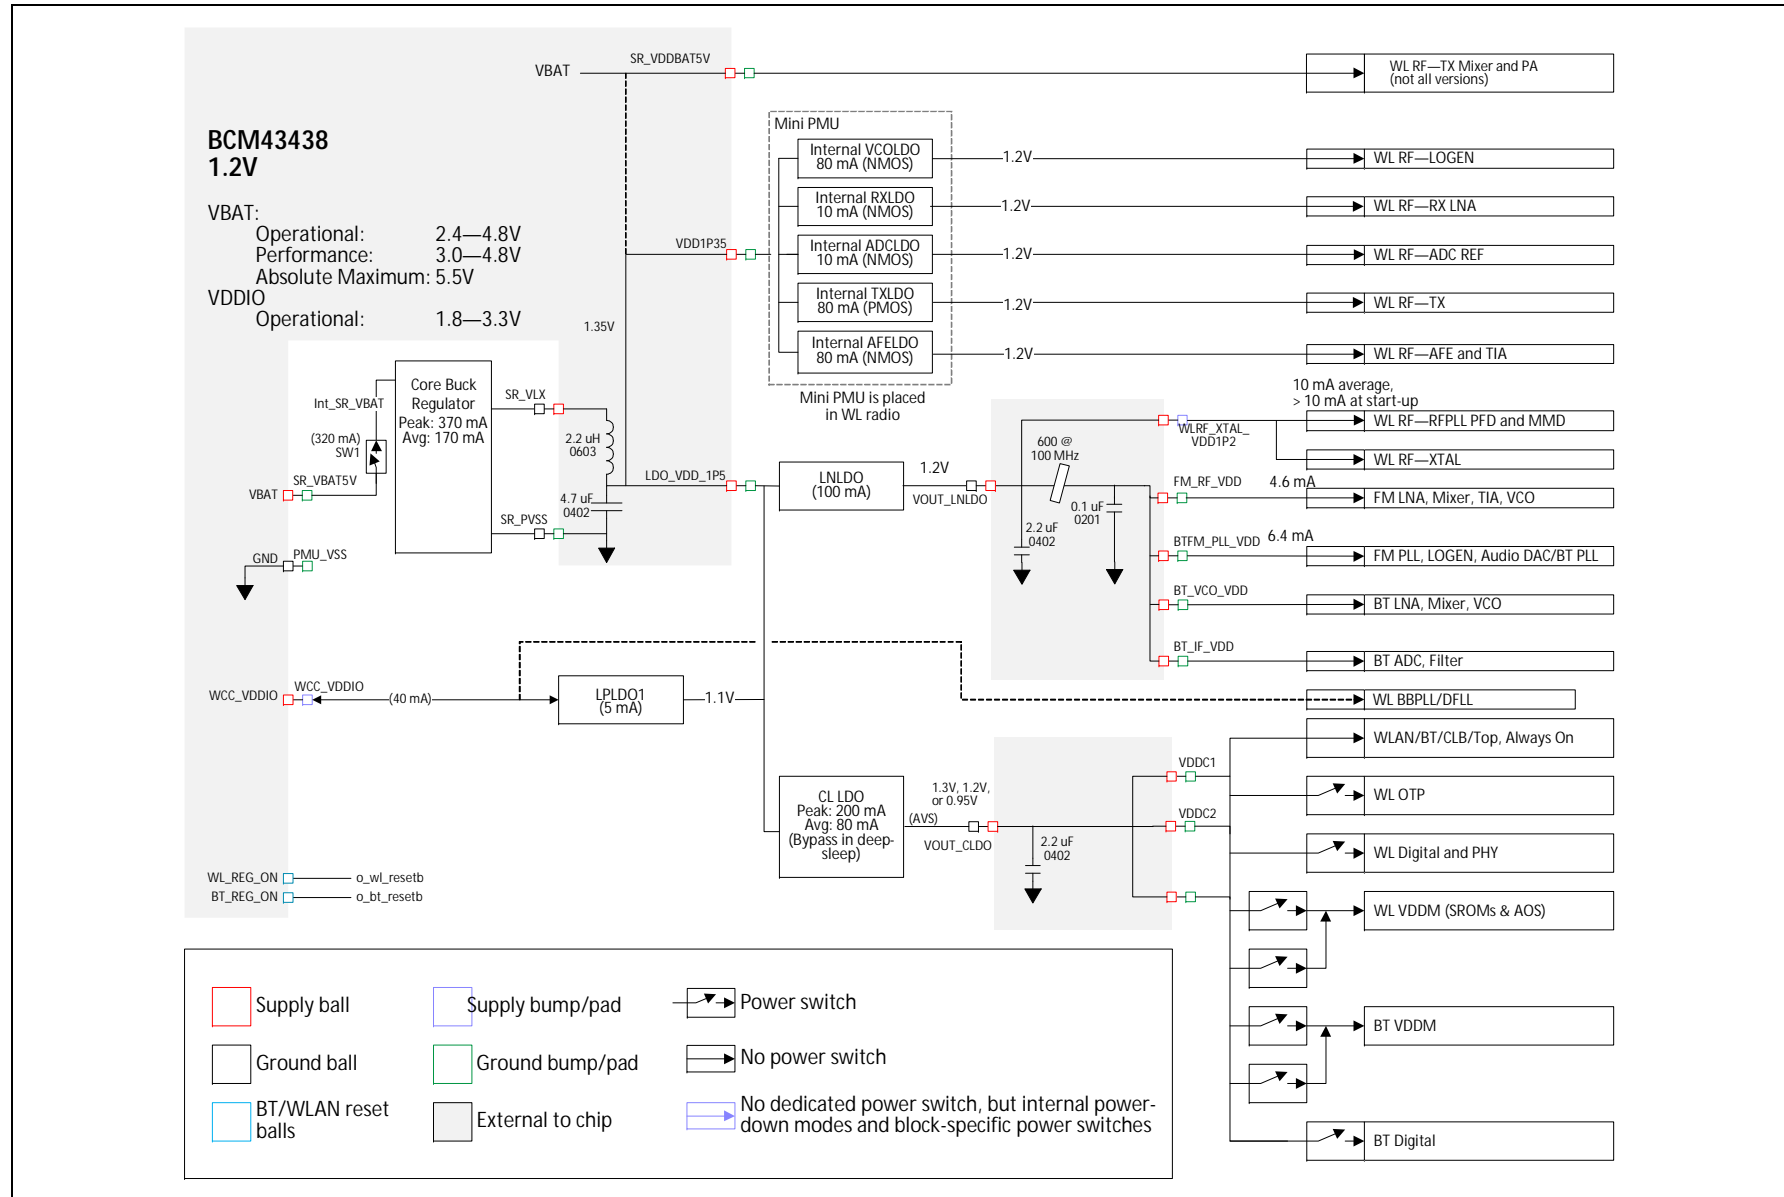 VBAT
SR_VDDBAT5V
WL RF—TX Mixer and PA
(not all versions)
BCM43438
1.2V
VBAT:
Operational: 2.4—4.8V
Performance: 3.0—4.8V
Absolute Maximum: 5.5V
VDDIO
Operational: 1.8—3.3V
Mini PMU
Internal VCOLDO
80 mA (NMOS)
1.2V
WL RF—LOGEN
Internal RXLDO
10 mA (NMOS)
1.2V
WL RF—RX LNA
VDD1P35
Internal ADCLDO
10 mA (NMOS)
1.2V
WL RF—ADC REF
Internal TXLDO
80 mA (PMOS)
1.2V
WL RF—TX
1.35V
Internal AFELDO
80 mA (NMOS)
1.2V
WL RF—AFE and TIA
Mini PMU is placed
in WL radio
Core Buck
Regulator
Peak: 370 mA
Avg: 170 mA
Int_SR_VBAT
(320 mA)
SW1
SR_VBAT5V
VBAT
SR_VLX
2.2 uH
0603
4.7 uF
0402
SR_PVSS
GND
PMU_VSS
LDO_VDD_1P5
LNLDO
(100 mA)
1.2V
VOUT_LNLDO
600 @
100 MHz
2.2 uF
0402
0.1 uF
0201
10 mA average,
> 10 mA at start-up
WLRF_XTAL_
VDD1P2
WL RF—RFPLL PFD and MMD
WL RF—XTAL
FM_RF_VDD
4.6 mA
FM LNA, Mixer, TIA, VCO
BTFM_PLL_VDD
6.4 mA
FM PLL, LOGEN, Audio DAC/BT PLL
BT_VCO_VDD
BT LNA, Mixer, VCO
BT_IF_VDD
BT ADC, Filter
WCC_VDDIO
WCC_VDDIO
(40 mA)
LPLDO1
(5 mA)
1.1V
WL BBPLL/DFLL
CL LDO
Peak: 200 mA
Avg: 80 mA
(Bypass in deep-
sleep)
1.3V, 1.2V,
or 0.95V
(AVS)
VOUT_CLDO
2.2 uF
0402
VDDC1
VDDC2
WLAN/BT/CLB/Top, Always On
WL OTP
WL Digital and PHY
WL VDDM (SROMs & AOS)
BT VDDM
BT Digital
WL_REG_ON
o_wl_resetb
BT_REG_ON
o_bt_resetb
Supply ball
Supply bump/pad
Power switch
Ground ball
Ground bump/pad
No power switch
BT/WLAN reset
balls
External to chip
No dedicated power switch, but internal power-
down modes and block-specific power switches